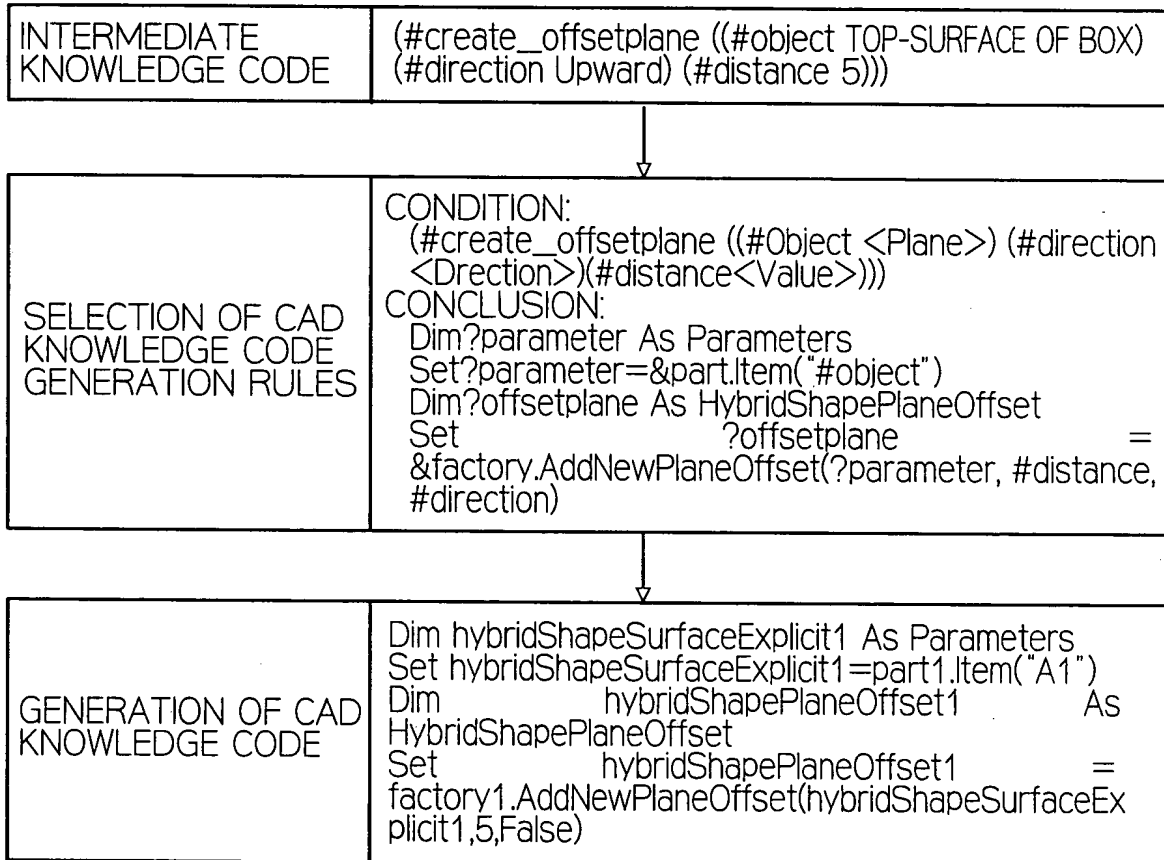 INTERMEDIATE
KNOWLEDGE CODE
(#create_offsetplane ((#object TOP-SURFACE OF BOX)
(#direction Upward) (#distance 5)))
SELECTION OF CAD
KNOWLEDGE CODE
GENERATION RULES
CONDITION:
(#create_offsetplane ((#Object <Plane>) (#direction
<Drection>)(#distance<Value>)))
CONCLUSION:
Dim?parameter As Parameters
Set?parameter=&part.Item("#object")
Dim?offsetplane As HybridShapePlaneOffset
Set ?offsetplane =
&factory.AddNewPlaneOffset(?parameter, #distance,
#direction)
GENERATION OF CAD
KNOWLEDGE CODE
Dim hybridShapeSurfaceExplicit1 As Parameters
Set hybridShapeSurfaceExplicit1=part1.Item("A1")
Dim hybridShapePlaneOffset1 As
HybridShapePlaneOffset
Set hybridShapePlaneOffset1 =
factory1.AddNewPlaneOffset(hybridShapeSurfaceEx
plicit1,5,False)